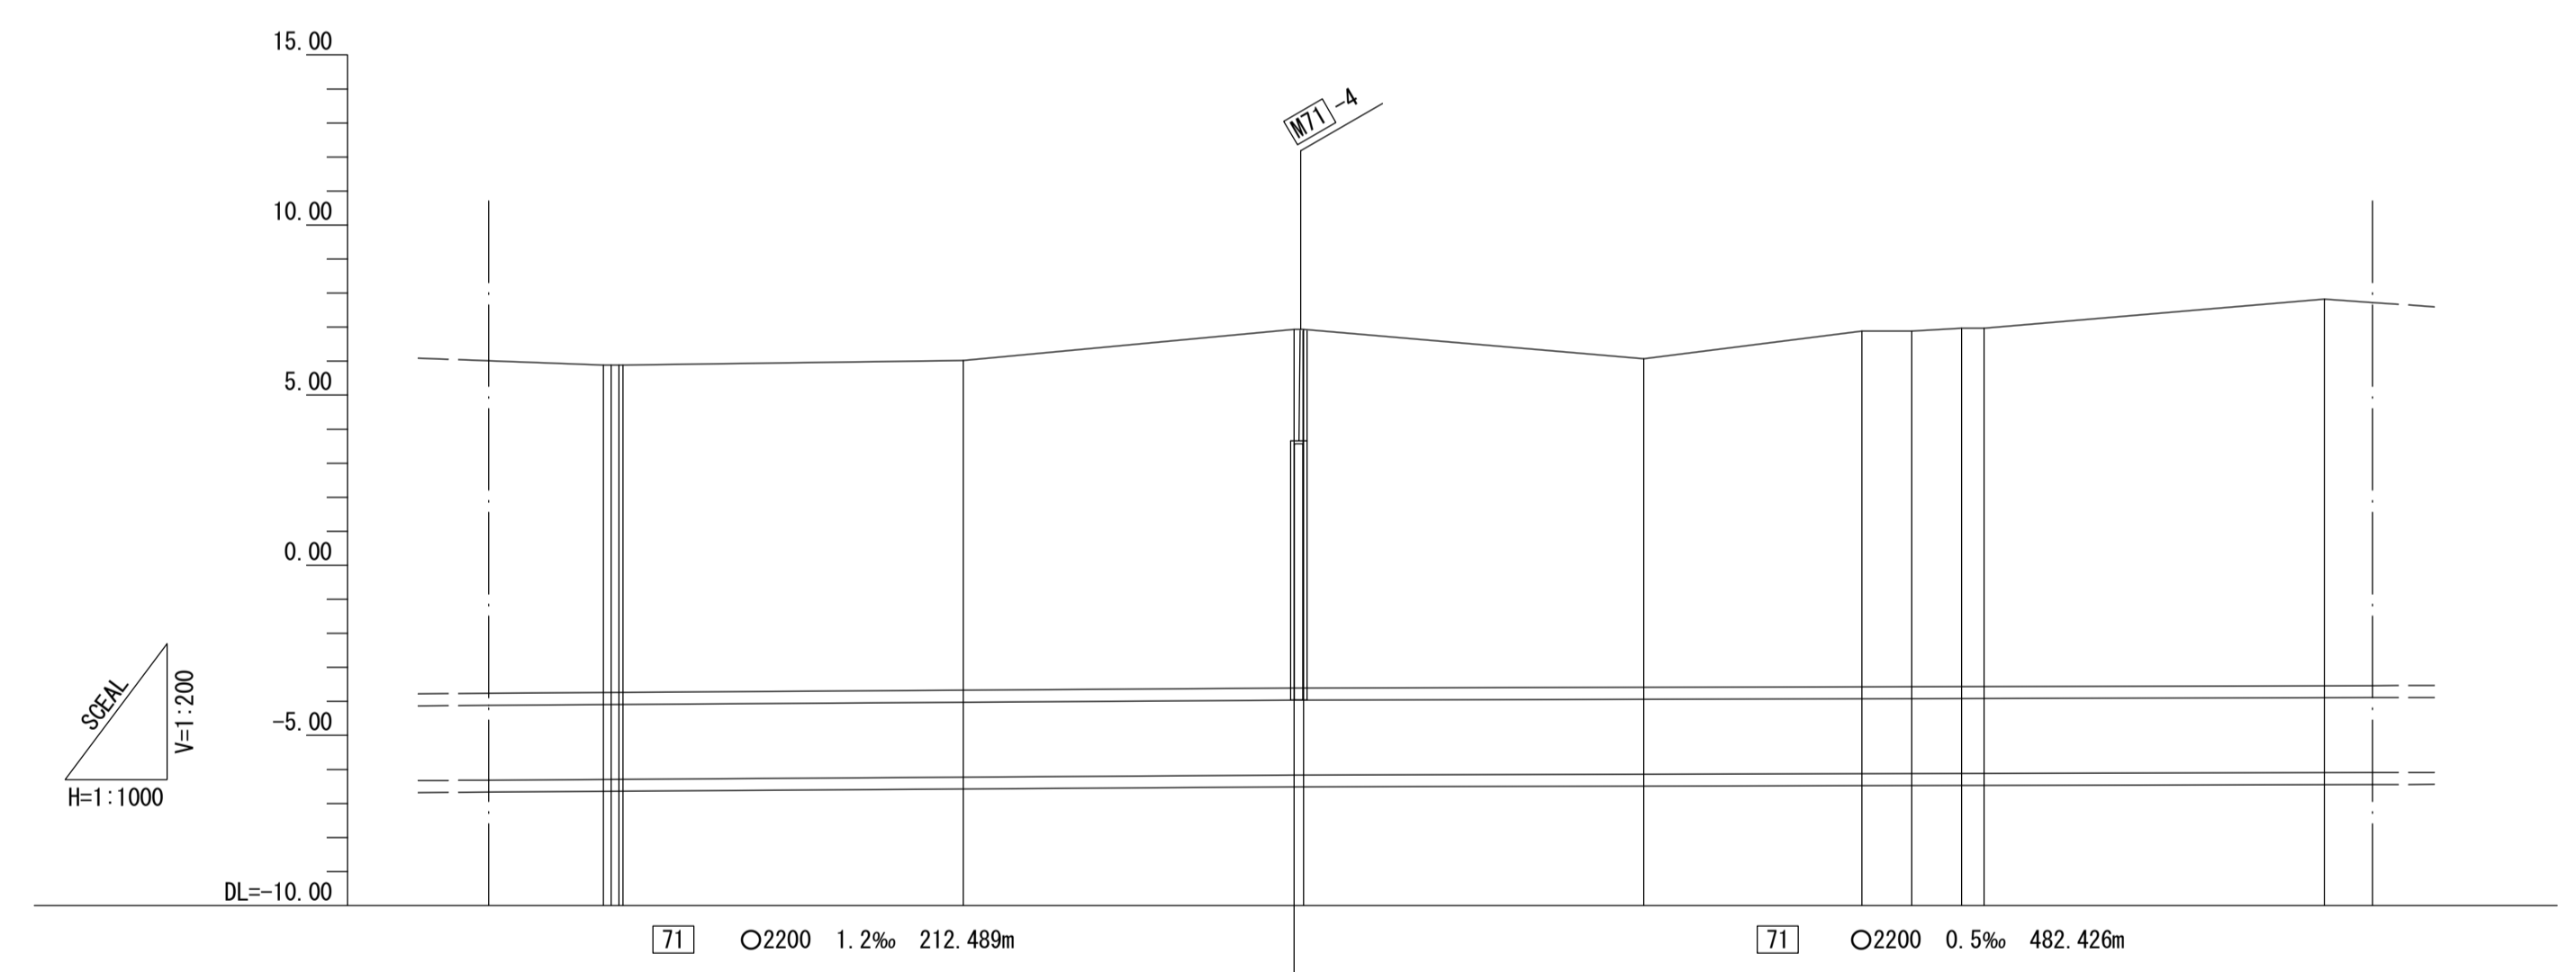 15.00
M71 -4
10.00
5.00
0.00
-5.00
SCEAL
V=1:200
H=1:1000
DL=-10.00
71 ○2200 1.2‰ 212.489m
71 ○2200 0.5‰ 482.426m